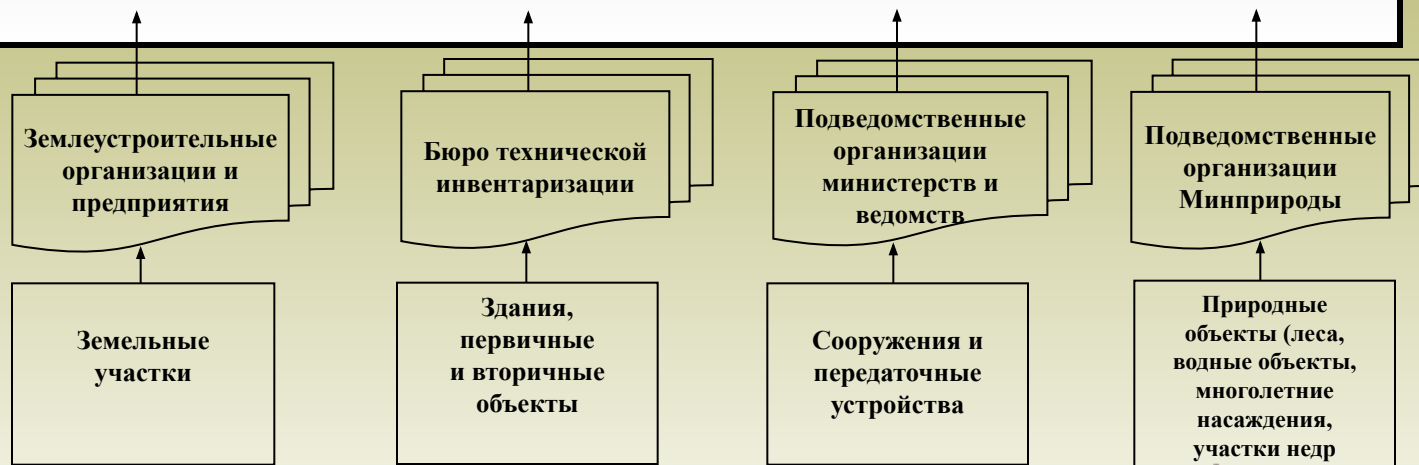 Землеустроительные
организации и
предприятия
Бюро технической
инвентаризации
Подведомственные
организации
министерств и
ведомств
Подведомственные
организации
Минприроды
Земельные
участки
Здания,
первичные
и вторичные
объекты
Сооружения и
передаточные
устройства
Природные
объекты (леса,
водные объекты,
многолетние
насаждения,
участки недр